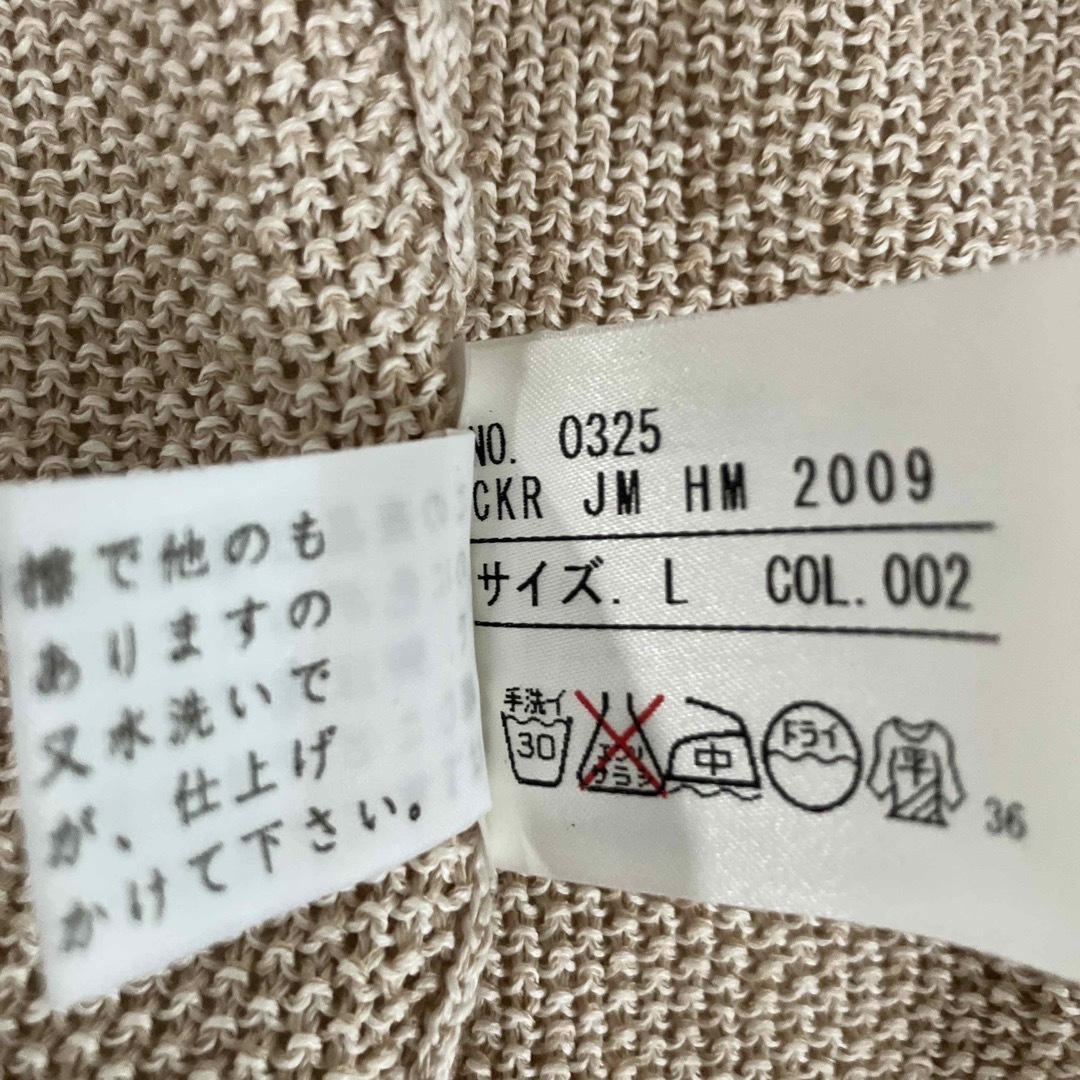 様で他のも
ありますの
又水洗いで
が、仕上げ
かけて下さい。
NO. 0325
CKR JM HM 2009
サイズ. L COL. 002
手洗イ
30
エンソ
サラシ
中
ドライ
平
36